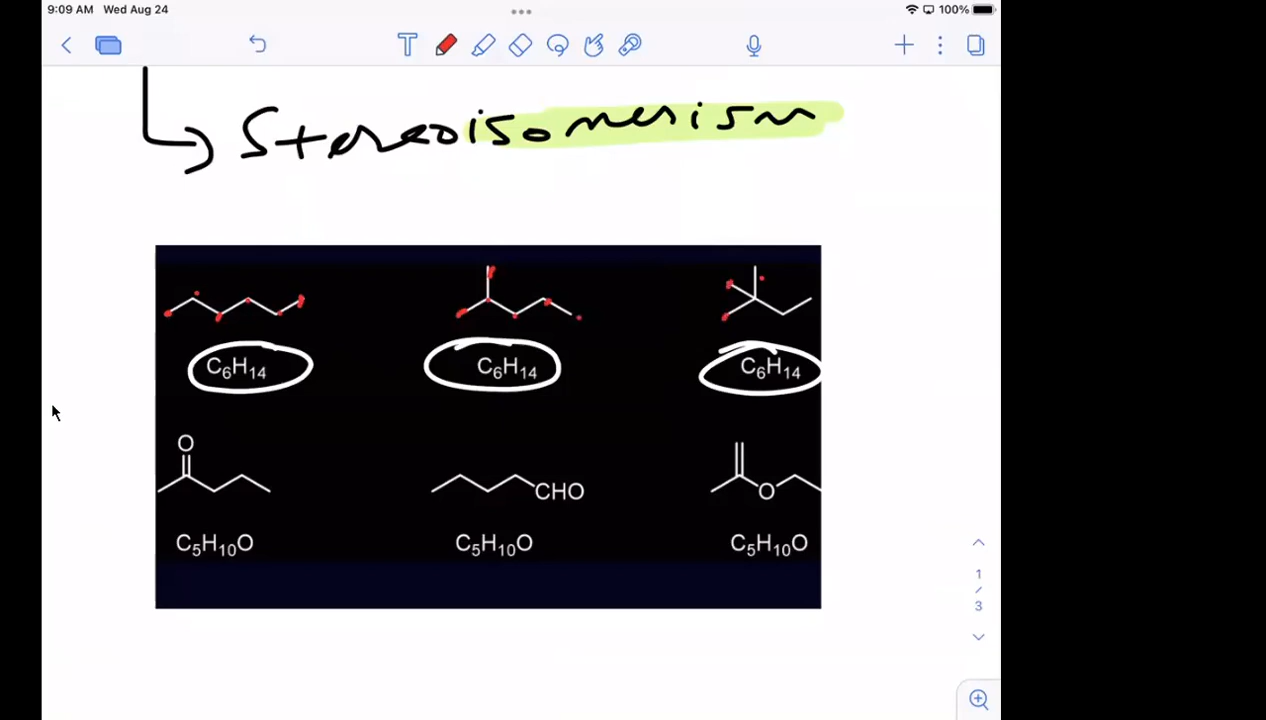 9:09 AM Wed Aug 24
100%
T
Stereoisomerism
C₆H₁₄ C₆H₁₄ C₆H₁₄
O
CHO
O
C₅H₁₀O C₅H₁₀O C₅H₁₀O
1
/
3